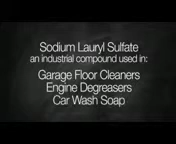 Sodium Lauryl Sulfate
an industrial compound used in:
Garage Floor Cleaners
Engine Degreasers
Car Wash Soap